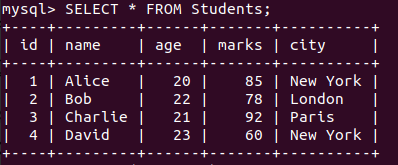 mysql> SELECT * FROM Students;
+----+---------+------+-------+----------+
| id | name    | age  | marks | city     |
+----+---------+------+-------+----------+
|  1 | Alice   |   20 |    85 | New York |
|  2 | Bob     |   22 |    78 | London   |
|  3 | Charlie |   21 |    92 | Paris    |
|  4 | David   |   23 |    60 | New York |
+----+---------+------+-------+----------+